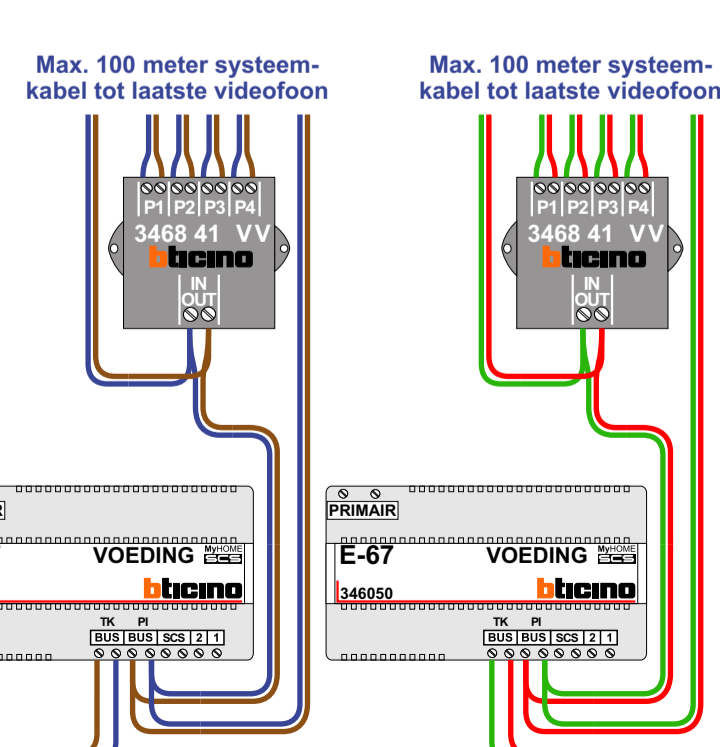 Max. 100 meter systeem-
kabel tot laatste videofoon
P1 P2 P3 P4
3468 41 VV
bticino
IN
OUT
VOEDING MyHOME
SCS
bticino
TK PI
BUS BUS SCS 2 1
Max. 100 meter systeem-
kabel tot laatste videofoon
P1 P2 P3 P4
3468 41 VV
bticino
IN
OUT
PRIMAIR
E-67 VOEDING MyHOME
SCS
346050 bticino
TK PI
BUS BUS SCS 2 1